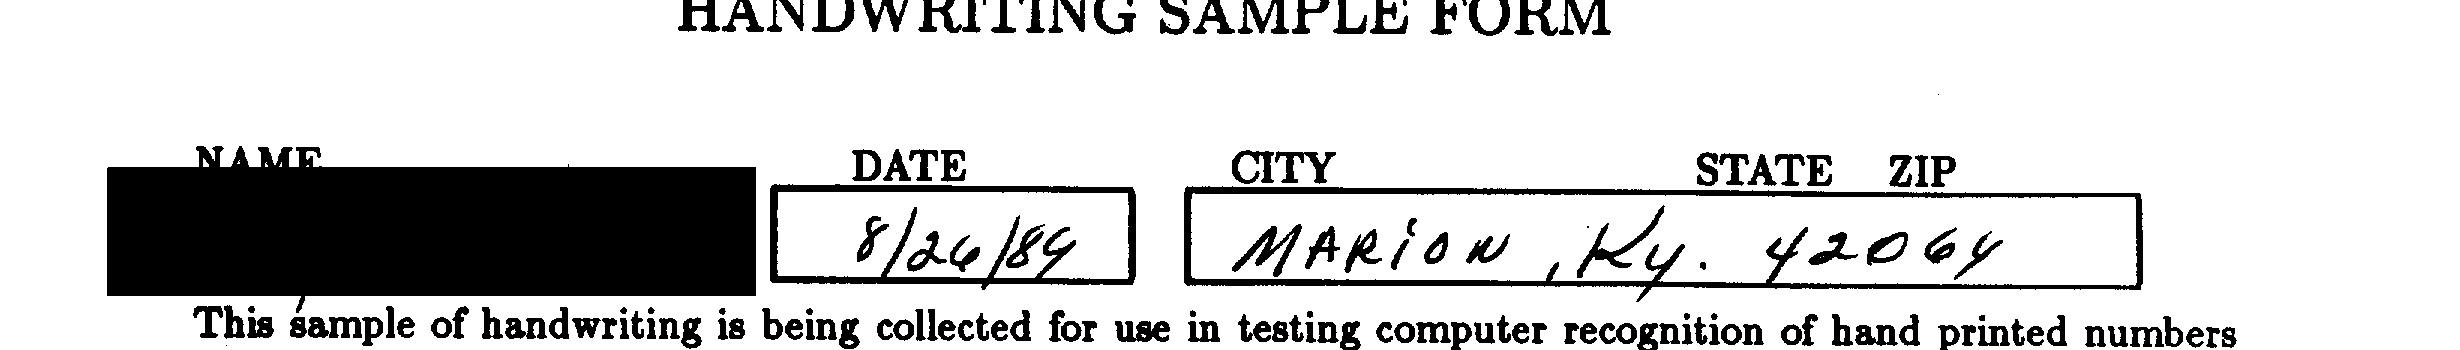 HANDWRITING SAMPLE FORM
NAME DATE CITY STATE ZIP
8/26/89 MARION, Ky. 42064
This sample of handwriting is being collected for use in testing computer recognition of hand printed numbers